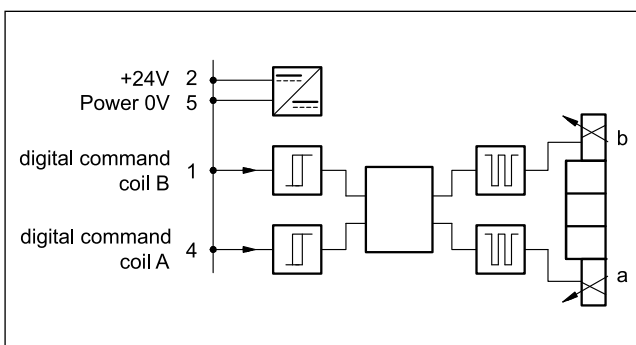 +24V 2
Power 0V 5
digital command
coil B 1
digital command
coil A 4
b
a